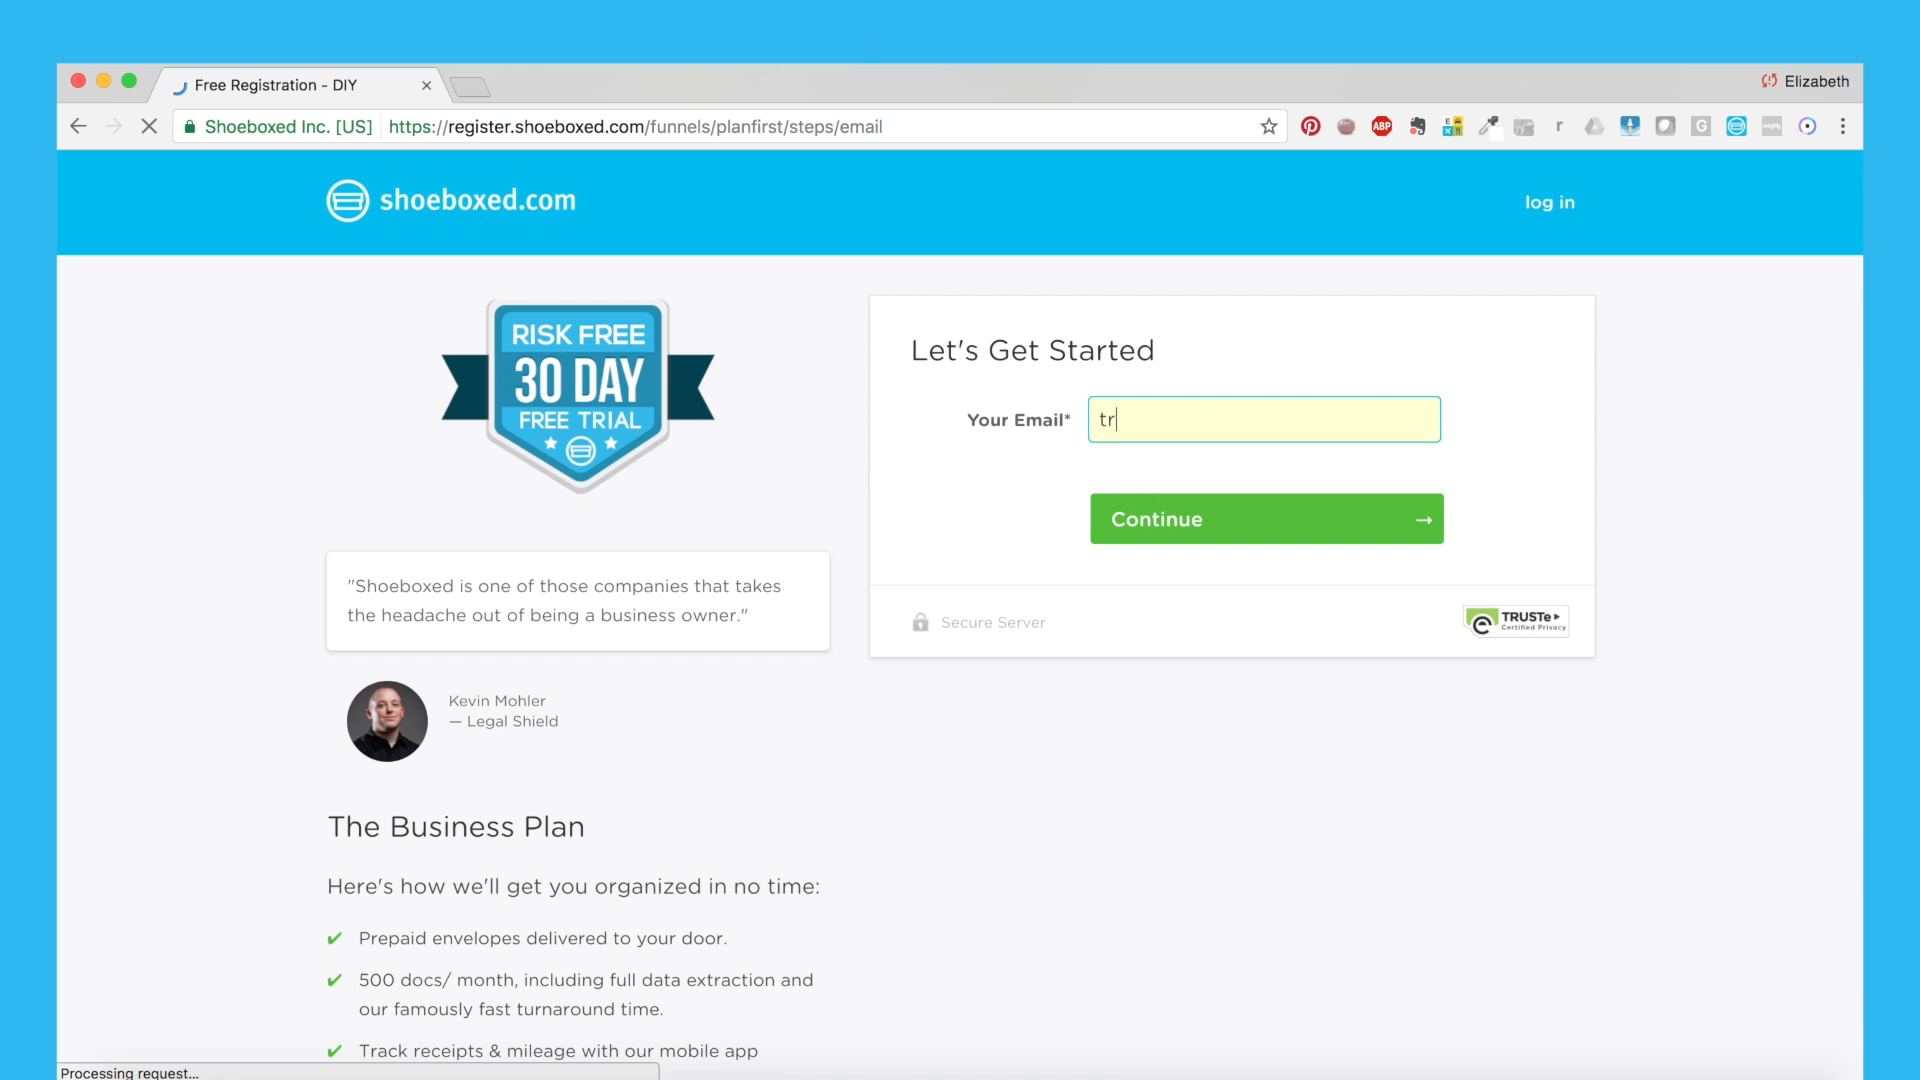 Free Registration - DIY
Elizabeth
Shoeboxed Inc. [US] https://register.shoeboxed.com/funnels/planfirst/steps/email
ABP
r
G
shoeboxed.com
log in
RISK FREE
30 DAY
FREE TRIAL
Let's Get Started
Your Email* tr
Continue →
Secure Server
TRUSTe
Certified Privacy
"Shoeboxed is one of those companies that takes
the headache out of being a business owner."
Kevin Mohler
— Legal Shield
The Business Plan
Here's how we'll get you organized in no time:
✔ Prepaid envelopes delivered to your door.
✔ 500 docs/ month, including full data extraction and
our famously fast turnaround time.
✔ Track receipts & mileage with our mobile app
Processing request...